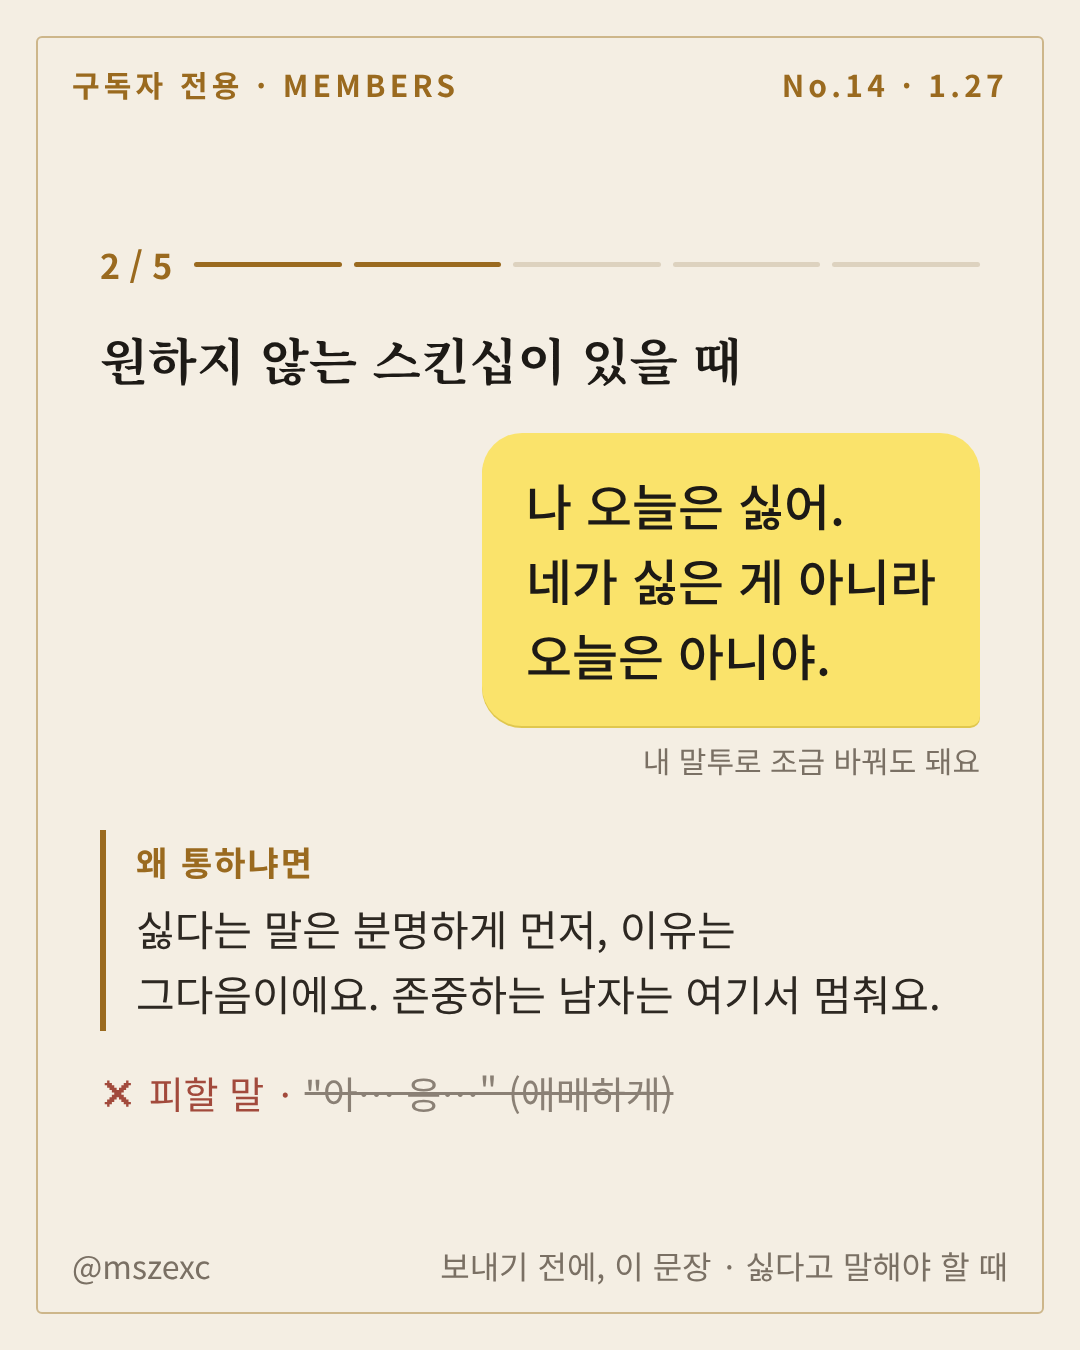 구독자 전용 · MEMBERS
No.14 · 1.27
2 / 5
원하지 않는 스킨십이 있을 때
나 오늘은 싫어.
네가 싫은 게 아니라
오늘은 아니야.
내 말투로 조금 바꿔도 돼요
왜 통하냐면
싫다는 말은 분명하게 먼저, 이유는
그다음이에요. 존중하는 남자는 여기서 멈춰요.
✕ 피할 말 · "아… 응…" (애매하게)
@mszexc
보내기 전에, 이 문장 · 싫다고 말해야 할 때